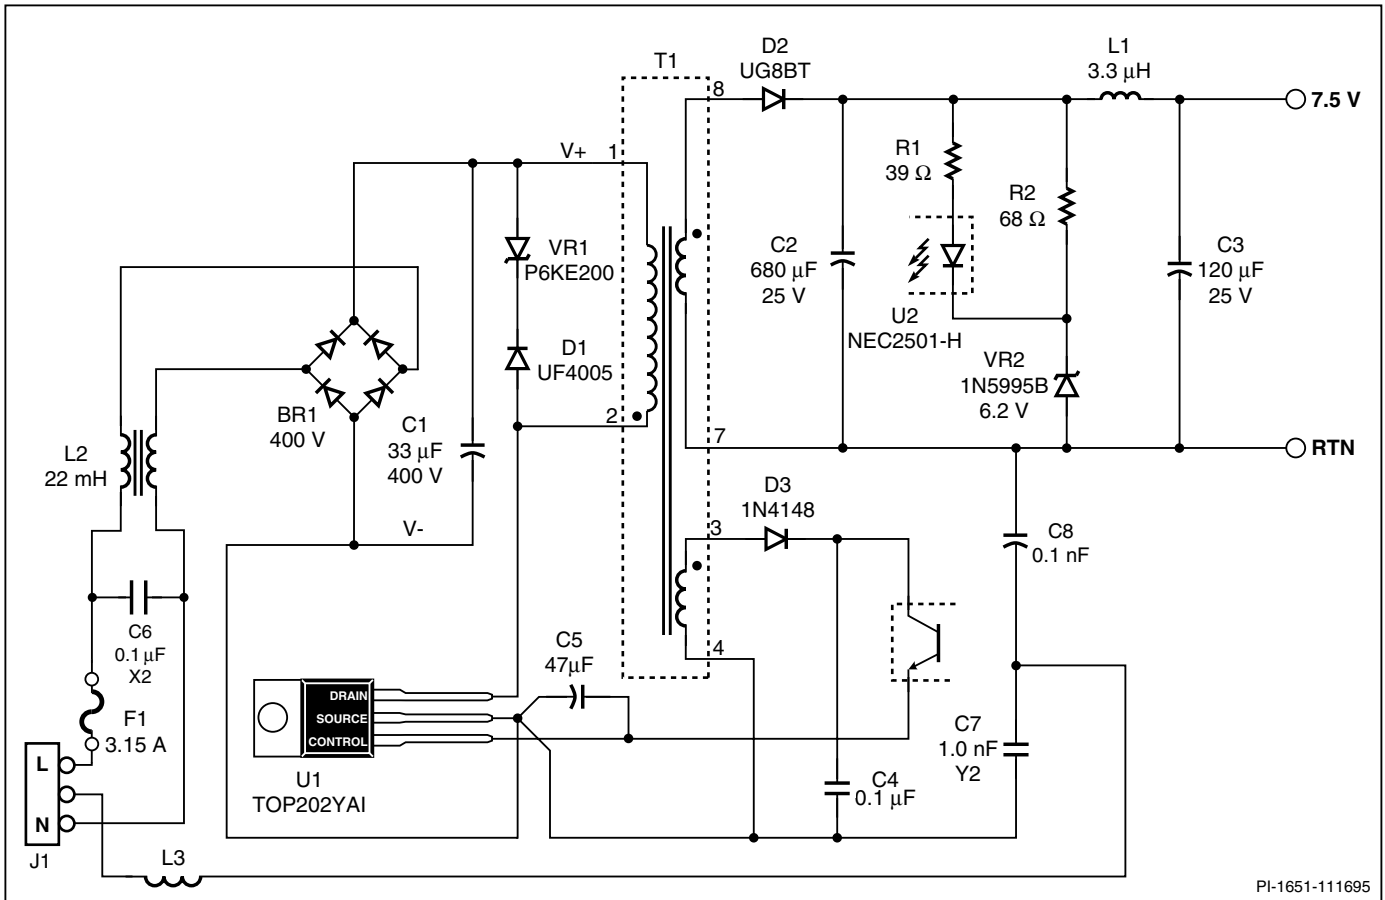 D2
UG8BT
L1
3.3 µH
T1
8
7.5 V
R1
39 Ω
V+
1
R2
68 Ω
VR1
P6KE200
C2
680 µF
25 V
C3
120 µF
25 V
U2
NEC2501-H
D1
UF4005
VR2
1N5995B
6.2 V
BR1
400 V
C1
33 µF
400 V
2
7
RTN
L2
22 mH
D3
1N4148
V-
3
C8
0.1 nF
C6
0.1 µF
X2
C5
47µF
4
DRAIN
SOURCE
CONTROL
F1
3.15 A
C7
1.0 nF
Y2
L
N
J1
U1
TOP202YAI
C4
0.1 µF
L3
PI-1651-111695